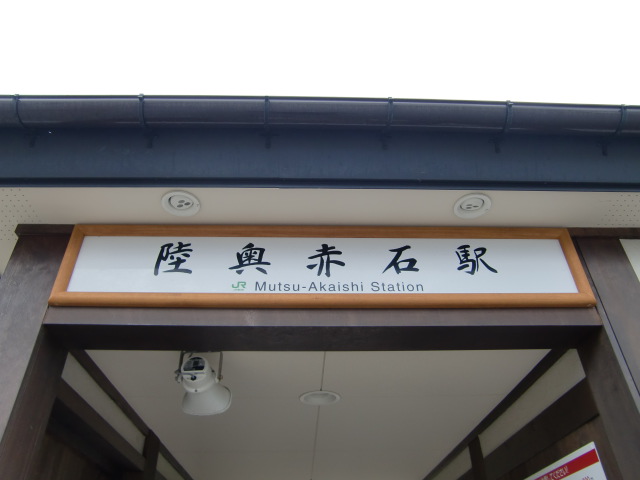 陸奥赤石駅
JR Mutsu-Akaishi Station